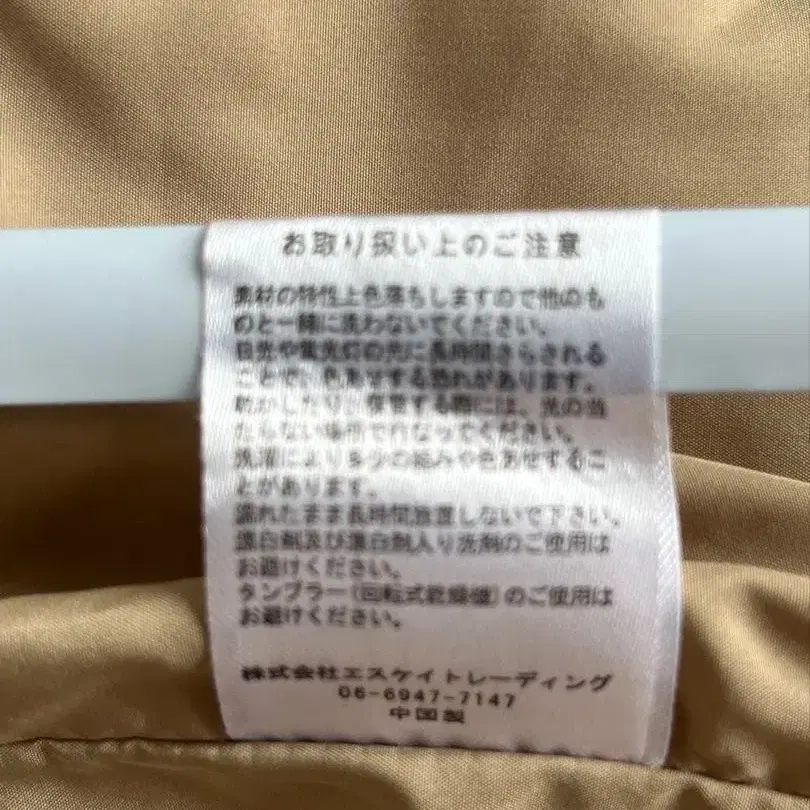 お取り扱い上のご注意
素材の特性上色落ちしますので他のも
のと一緒に洗わないでください。
日光や蛍光灯の光に長時間さらされる
ことで、色あせする恐れがあります。
乾かしたり、保管する際には、光の当
たらない場所で行なってください。
洗濯により多少の縮みや色あせするこ
とがあります。
濡れたまま長時間放置しないで下さい。
漂白剤及び漂白剤入り洗剤のご使用は
お避けください。
タンブラー(回転式乾燥機)のご使用は
お避けください。
株式会社エスケイトレーディング
06-6947-7147
中国製